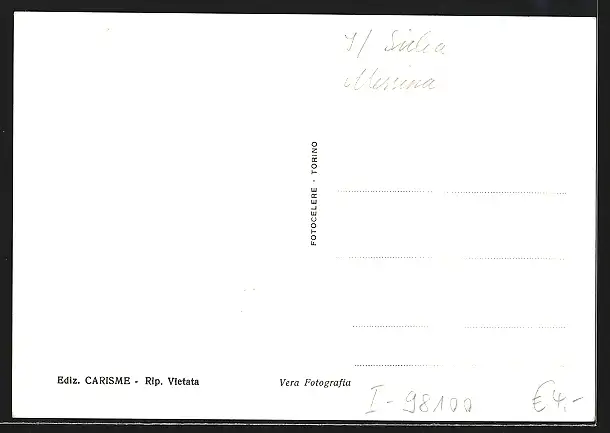 I/ Sicilia
Messina
FOTOCELERE - TORINO
Ediz. CARISME - Rip. Vietata
Vera Fotografia
I-98100
€ 4.-